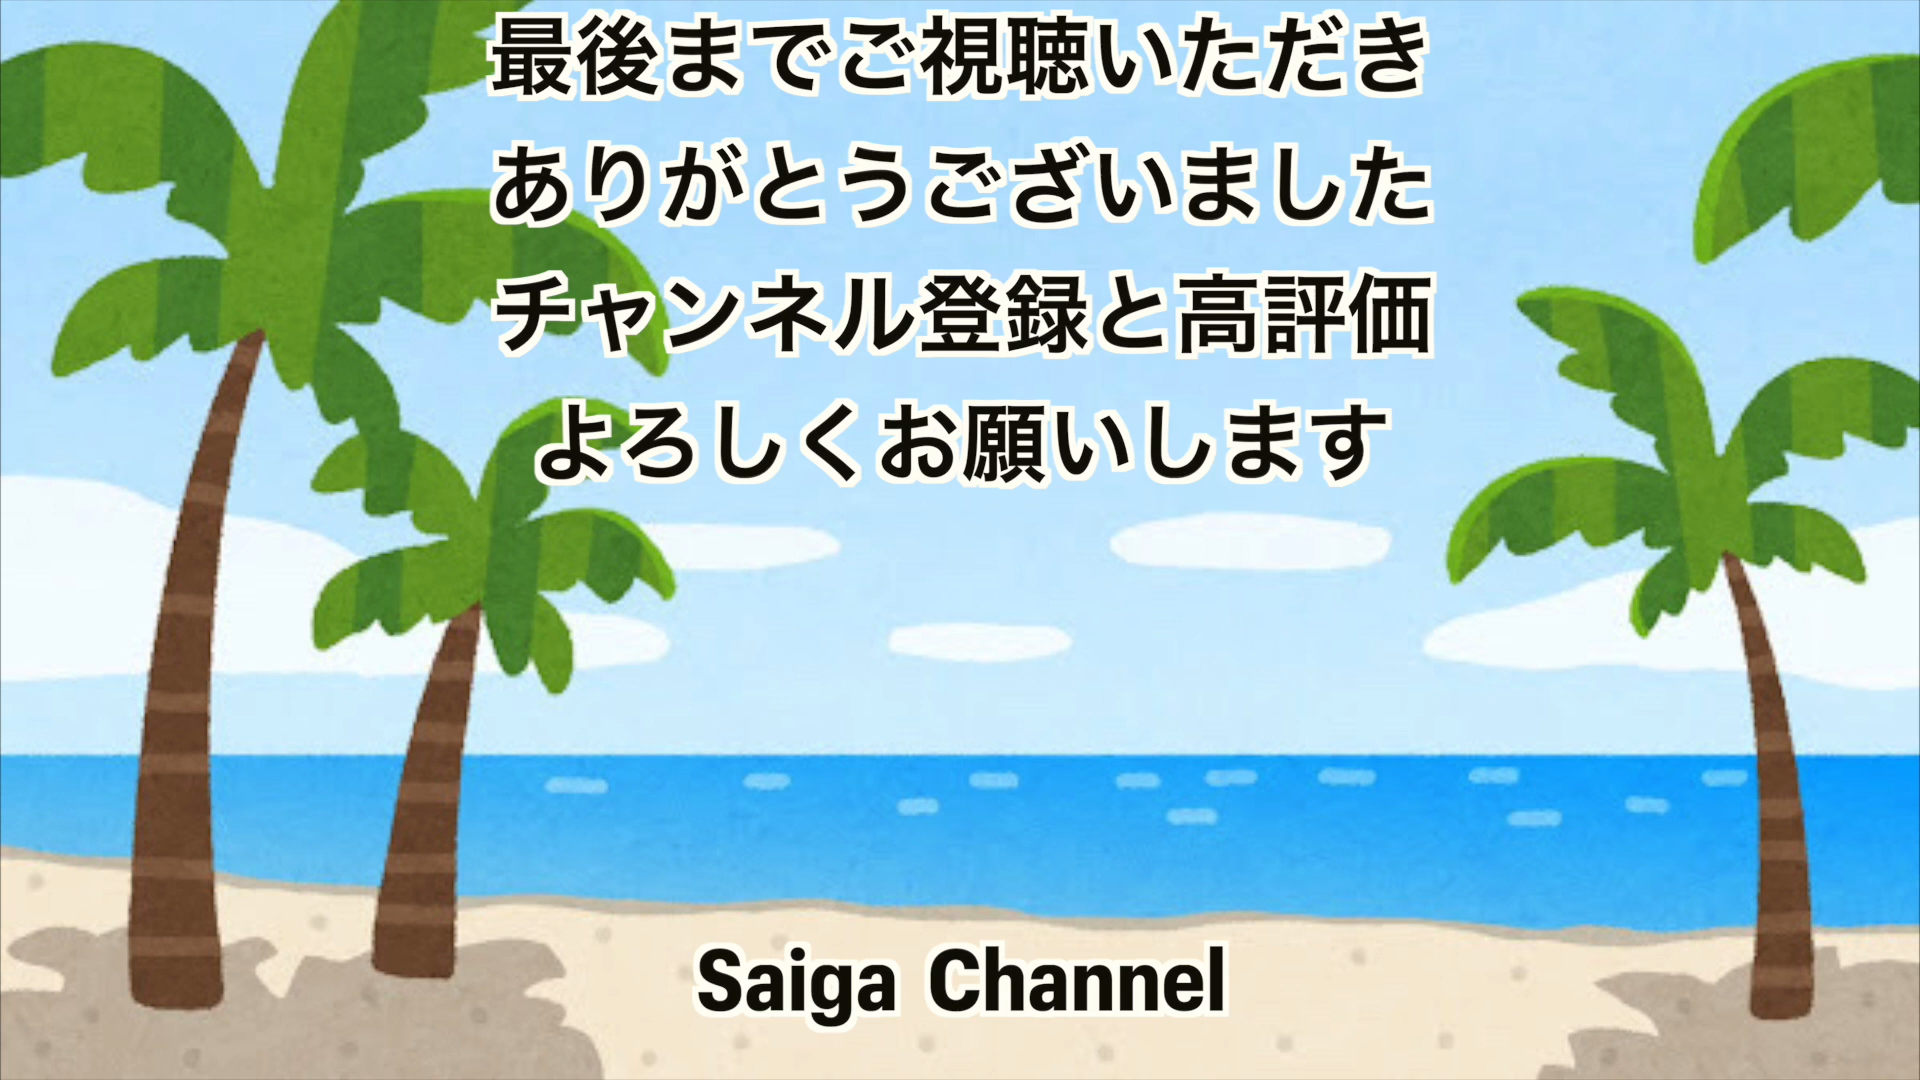 最後までご視聴いただき
ありがとうございました
チャンネル登録と高評価
よろしくお願いします
Saiga Channel